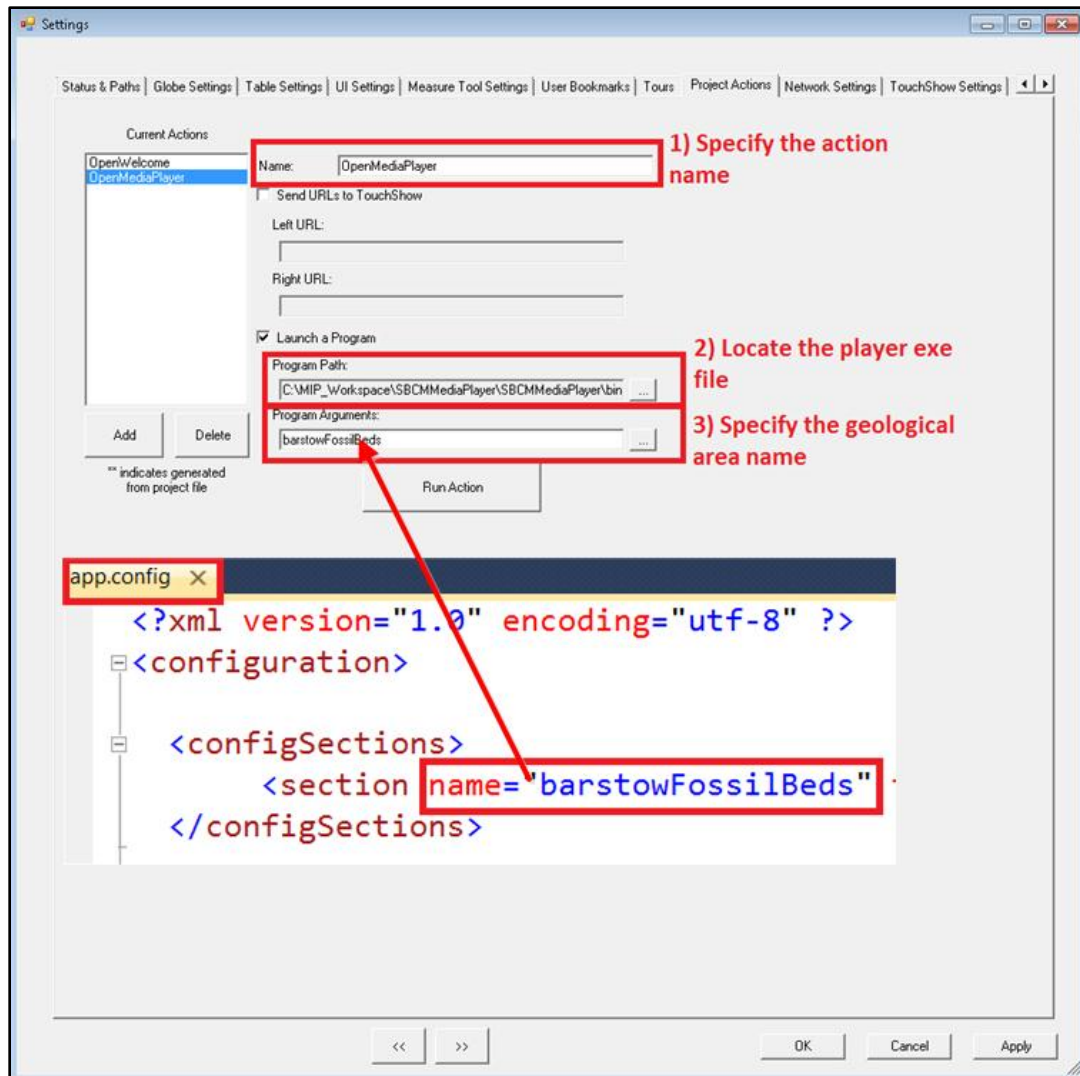 Settings
Status & Paths
Globe Settings
Table Settings
UI Settings
Measure Tool Settings
User Bookmarks
Tours
Project Actions
Network Settings
TouchShow Settings
Current Actions
OpenWelcome
OpenMediaPlayer
Name:
OpenMediaPlayer
1) Specify the action
name
Send URLs to TouchShow
Left URL:
Right URL:
Launch a Program
Program Path:
C:\MIP_Workspace\SBCMMediaPlayer\SBCMMediaPlayer\bin
...
2) Locate the player exe
file
Program Arguments:
barstowFossilBeds
...
3) Specify the geological
area name
Add
Delete
** indicates generated
from project file
Run Action
app.config
<?xml version="1.0" encoding="utf-8" ?>
<configuration>
<configSections>
<section name="barstowFossilBeds"
</configSections>
<<
>>
OK
Cancel
Apply